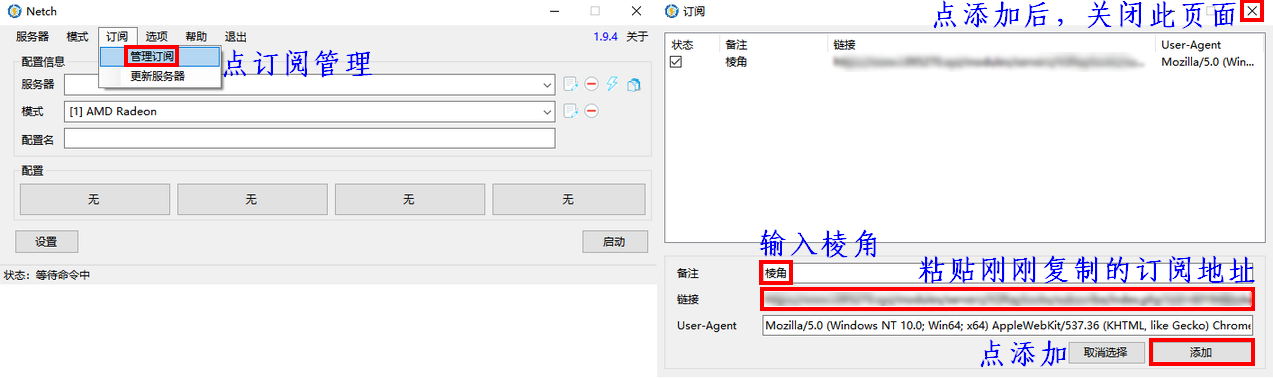 Netch
服务器 模式 订阅 选项 帮助 退出 1.9.4 关于
管理订阅
更新服务器
点订阅管理
配置信息
服务器
模式 [1] AMD Radeon
配置名
配置
无 无 无 无
设置 启动
状态：等待命令中
订阅
点添加后，关闭此页面
状态 备注 链接 User-Agent
棱角 Mozilla/5.0 (Win...
输入棱角
粘贴刚刚复制的订阅地址
备注 棱角
链接
User-Agent Mozilla/5.0 (Windows NT 10.0; Win64; x64) AppleWebKit/537.36 (KHTML, like Gecko) Chrome
点添加 取消选择 添加